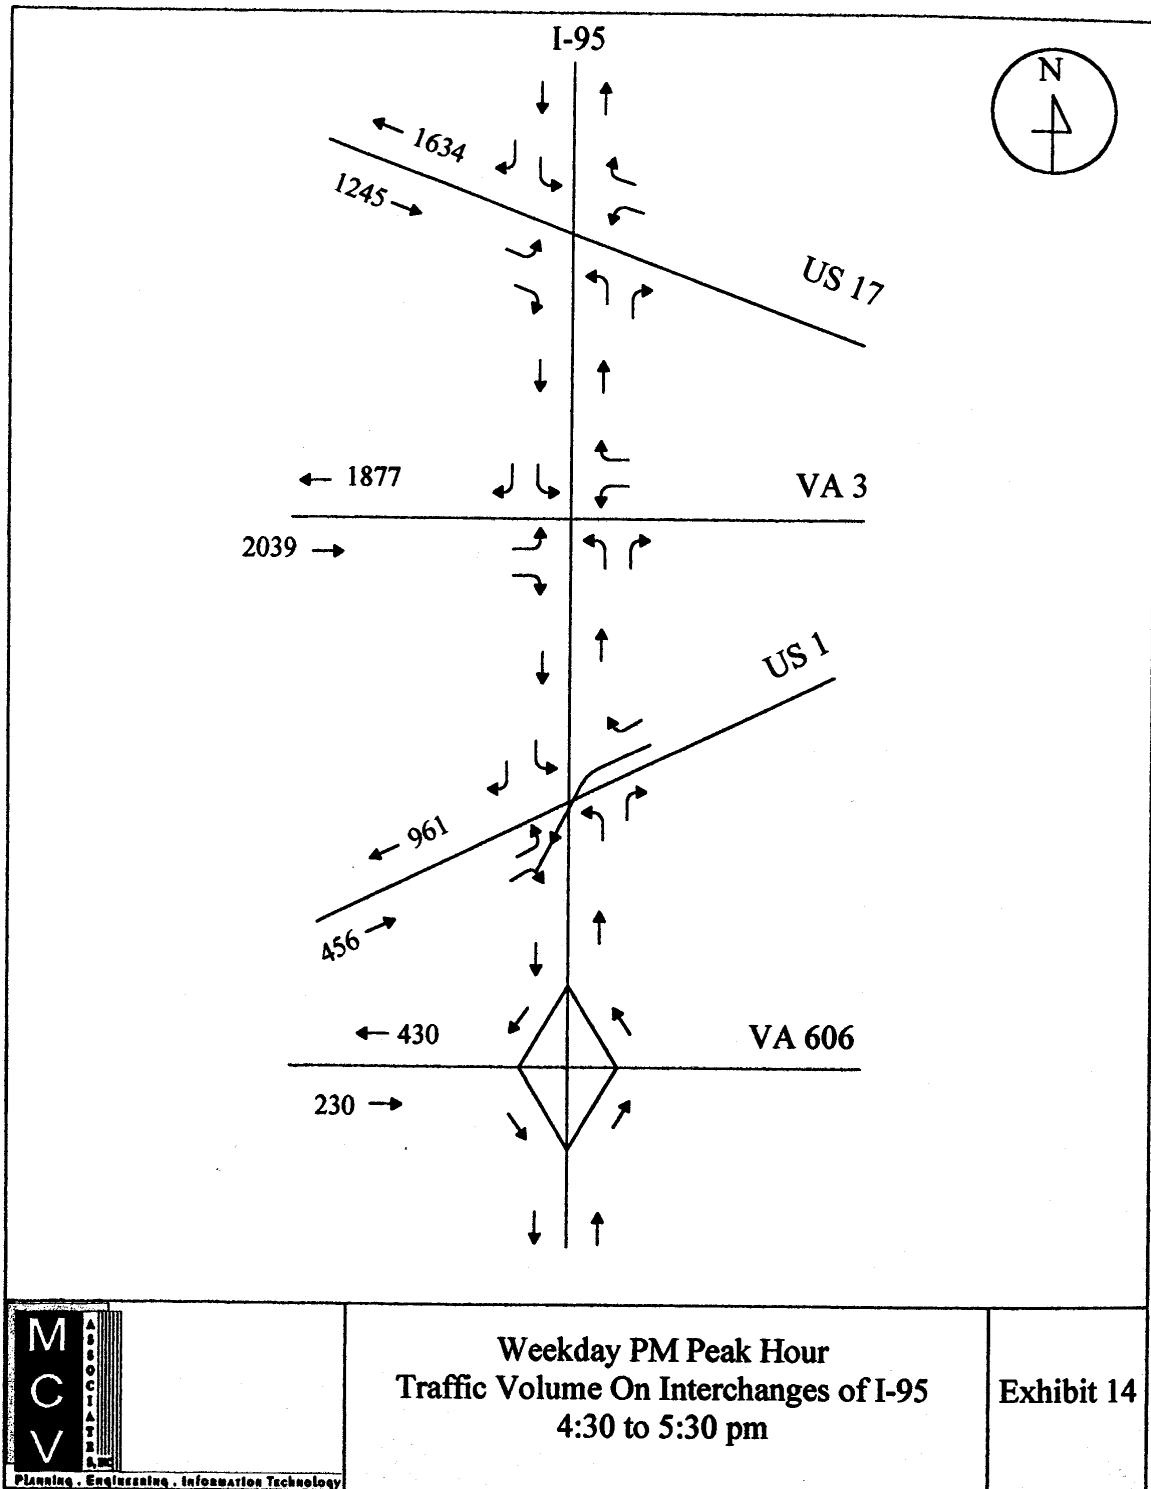 I-95
N
1634
1245
US 17
1877
VA 3
2039
US 1
961
456
430
VA 606
230
M
C
V
ASSOCIATES, INC
Planning . Engineering . Information Technology
Weekday PM Peak Hour
Traffic Volume On Interchanges of I-95
4:30 to 5:30 pm
Exhibit 14